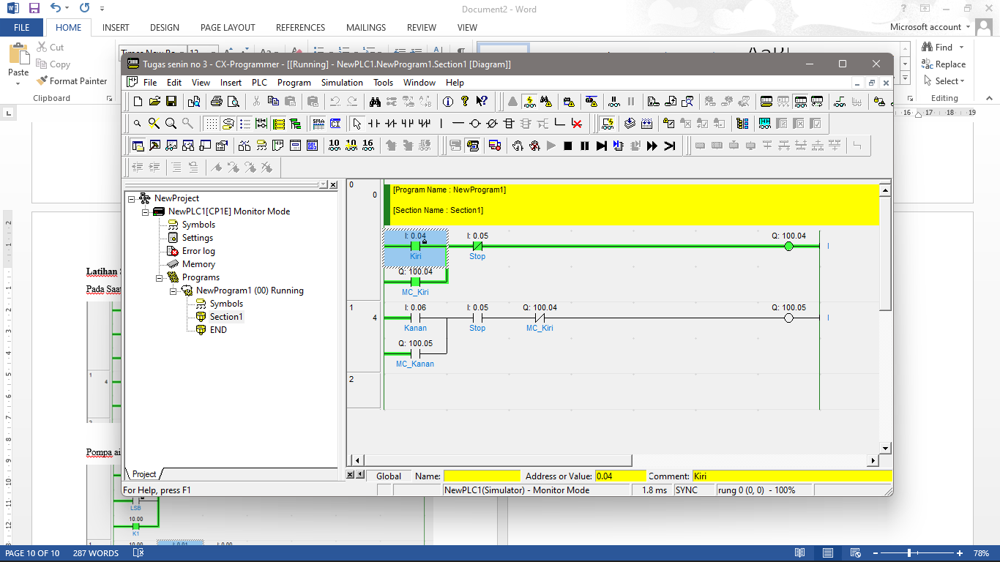 Document2 - Word
FILE HOME INSERT DESIGN PAGE LAYOUT REFERENCES MAILINGS REVIEW VIEW Microsoft account
Cut
Copy
Format Painter
Paste
Clipboard
Find
Replace
Select
Editing
Tugas senin no 3 - CX-Programmer - [[Running] - NewPLC1.NewProgram1.Section1 [Diagram]]
File Edit View Insert PLC Program Simulation Tools Window Help
10 10 16
16 17 18 19
NewProject
NewPLC1[CP1E] Monitor Mode
Symbols
Settings
Error log
Memory
Programs
NewProgram1 (00) Running
Symbols
Section1
END
Project
0
0
[Program Name : NewProgram1]
[Section Name : Section1]
I: 0.04 I: 0.05 Q: 100.04
Kiri Stop
Q: 100.04
MC_Kiri
1
4
I: 0.06 I: 0.05 Q: 100.04 Q: 100.05
Kanan Stop MC_Kiri
Q: 100.05
MC_Kanan
2
Global Name: Address or Value: 0.04 Comment: Kiri
For Help, press F1 NewPLC1(Simulator) - Monitor Mode 1.8 ms SYNC rung 0 (0, 0) - 100%
Latihan
Pada Saat
1
4
Pompa ai
LSB
10.00
K1
PAGE 10 OF 10 287 WORDS 78%